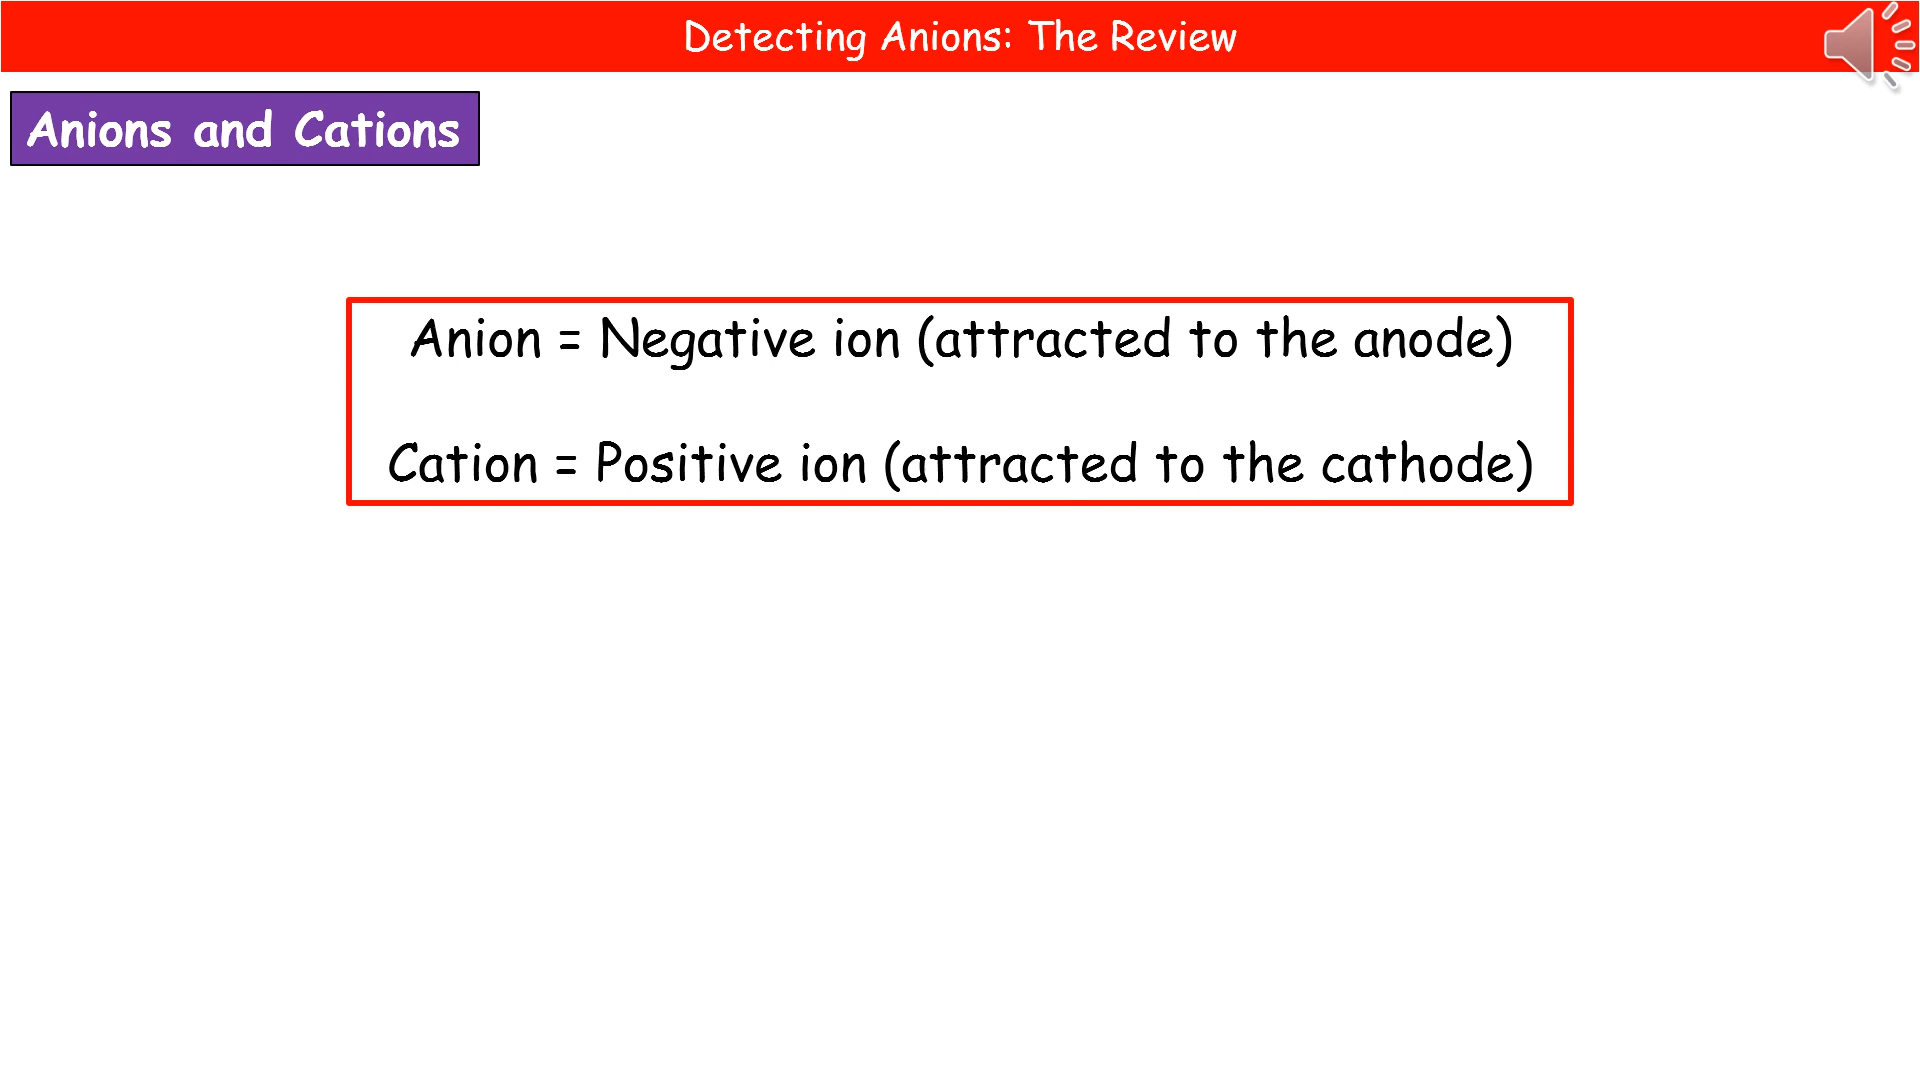 Detecting Anions: The Review
Anions and Cations
Anion = Negative ion (attracted to the anode)
Cation = Positive ion (attracted to the cathode)